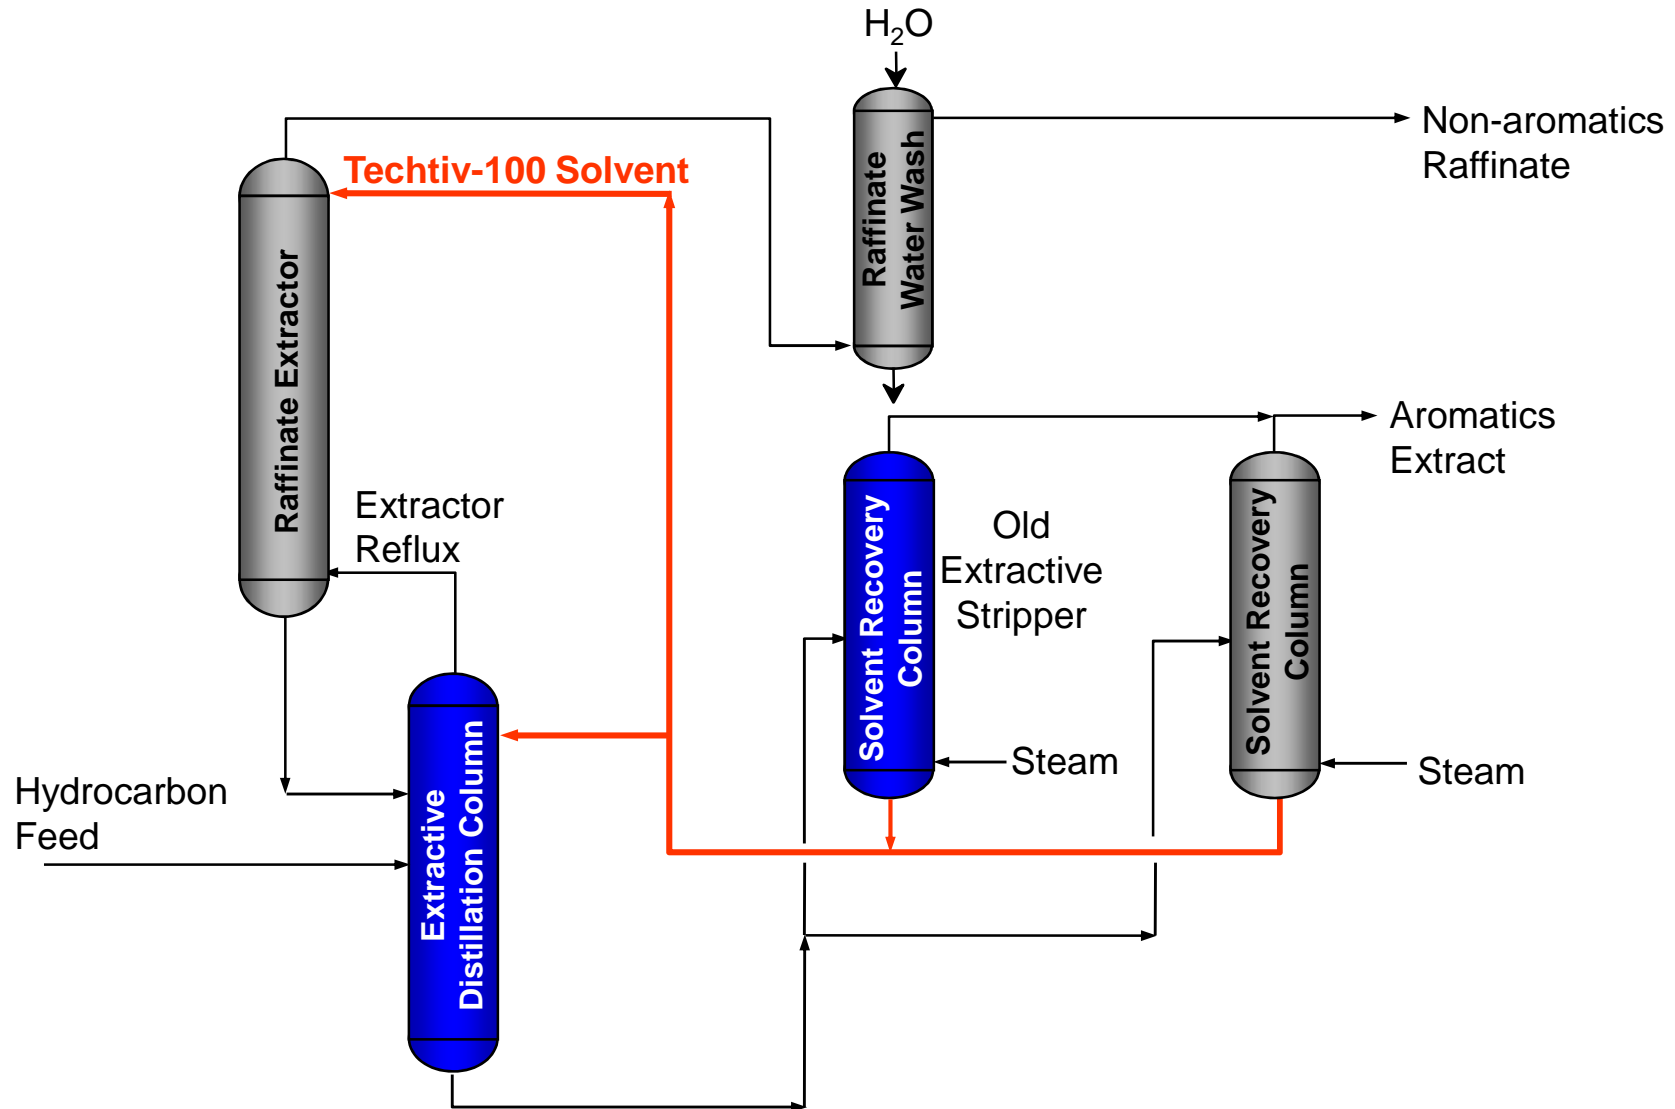 H₂O
Non-aromatics
Raffinate
Techtiv-100 Solvent
Raffinate
Water Wash
Raffinate Extractor
Aromatics
Extract
Extractor
Reflux
Solvent Recovery
Column
Old
Extractive
Stripper
Solvent Recovery
Column
Steam
Steam
Hydrocarbon
Feed
Extractive
Distillation Column